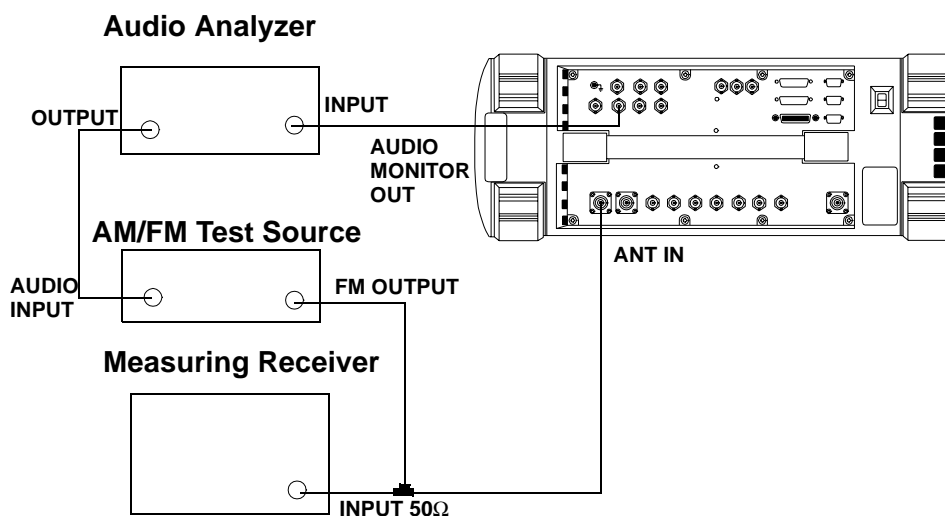 Audio Analyzer
OUTPUT
INPUT
AUDIO
MONITOR
OUT
AM/FM Test Source
ANT IN
AUDIO
INPUT
FM OUTPUT
Measuring Receiver
INPUT 50Ω